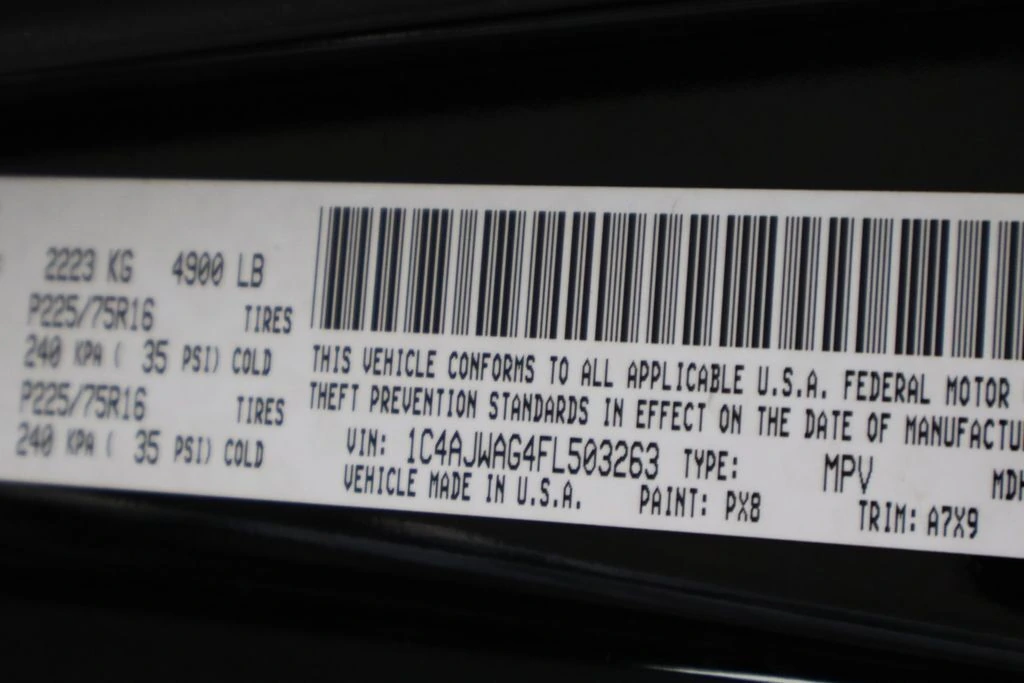 2223 KG 4900 LB
P225/75R16 TIRES
240 KPA ( 35 PSI) COLD
P225/75R16 TIRES
240 KPA ( 35 PSI) COLD
THIS VEHICLE CONFORMS TO ALL APPLICABLE U.S.A. FEDERAL MOTOR
THEFT PREVENTION STANDARDS IN EFFECT ON THE DATE OF MANUFACTU
VIN: 1C4AJWAG4FL503263 TYPE: MPV MDH
VEHICLE MADE IN U.S.A. PAINT: PX8 TRIM: A7X9